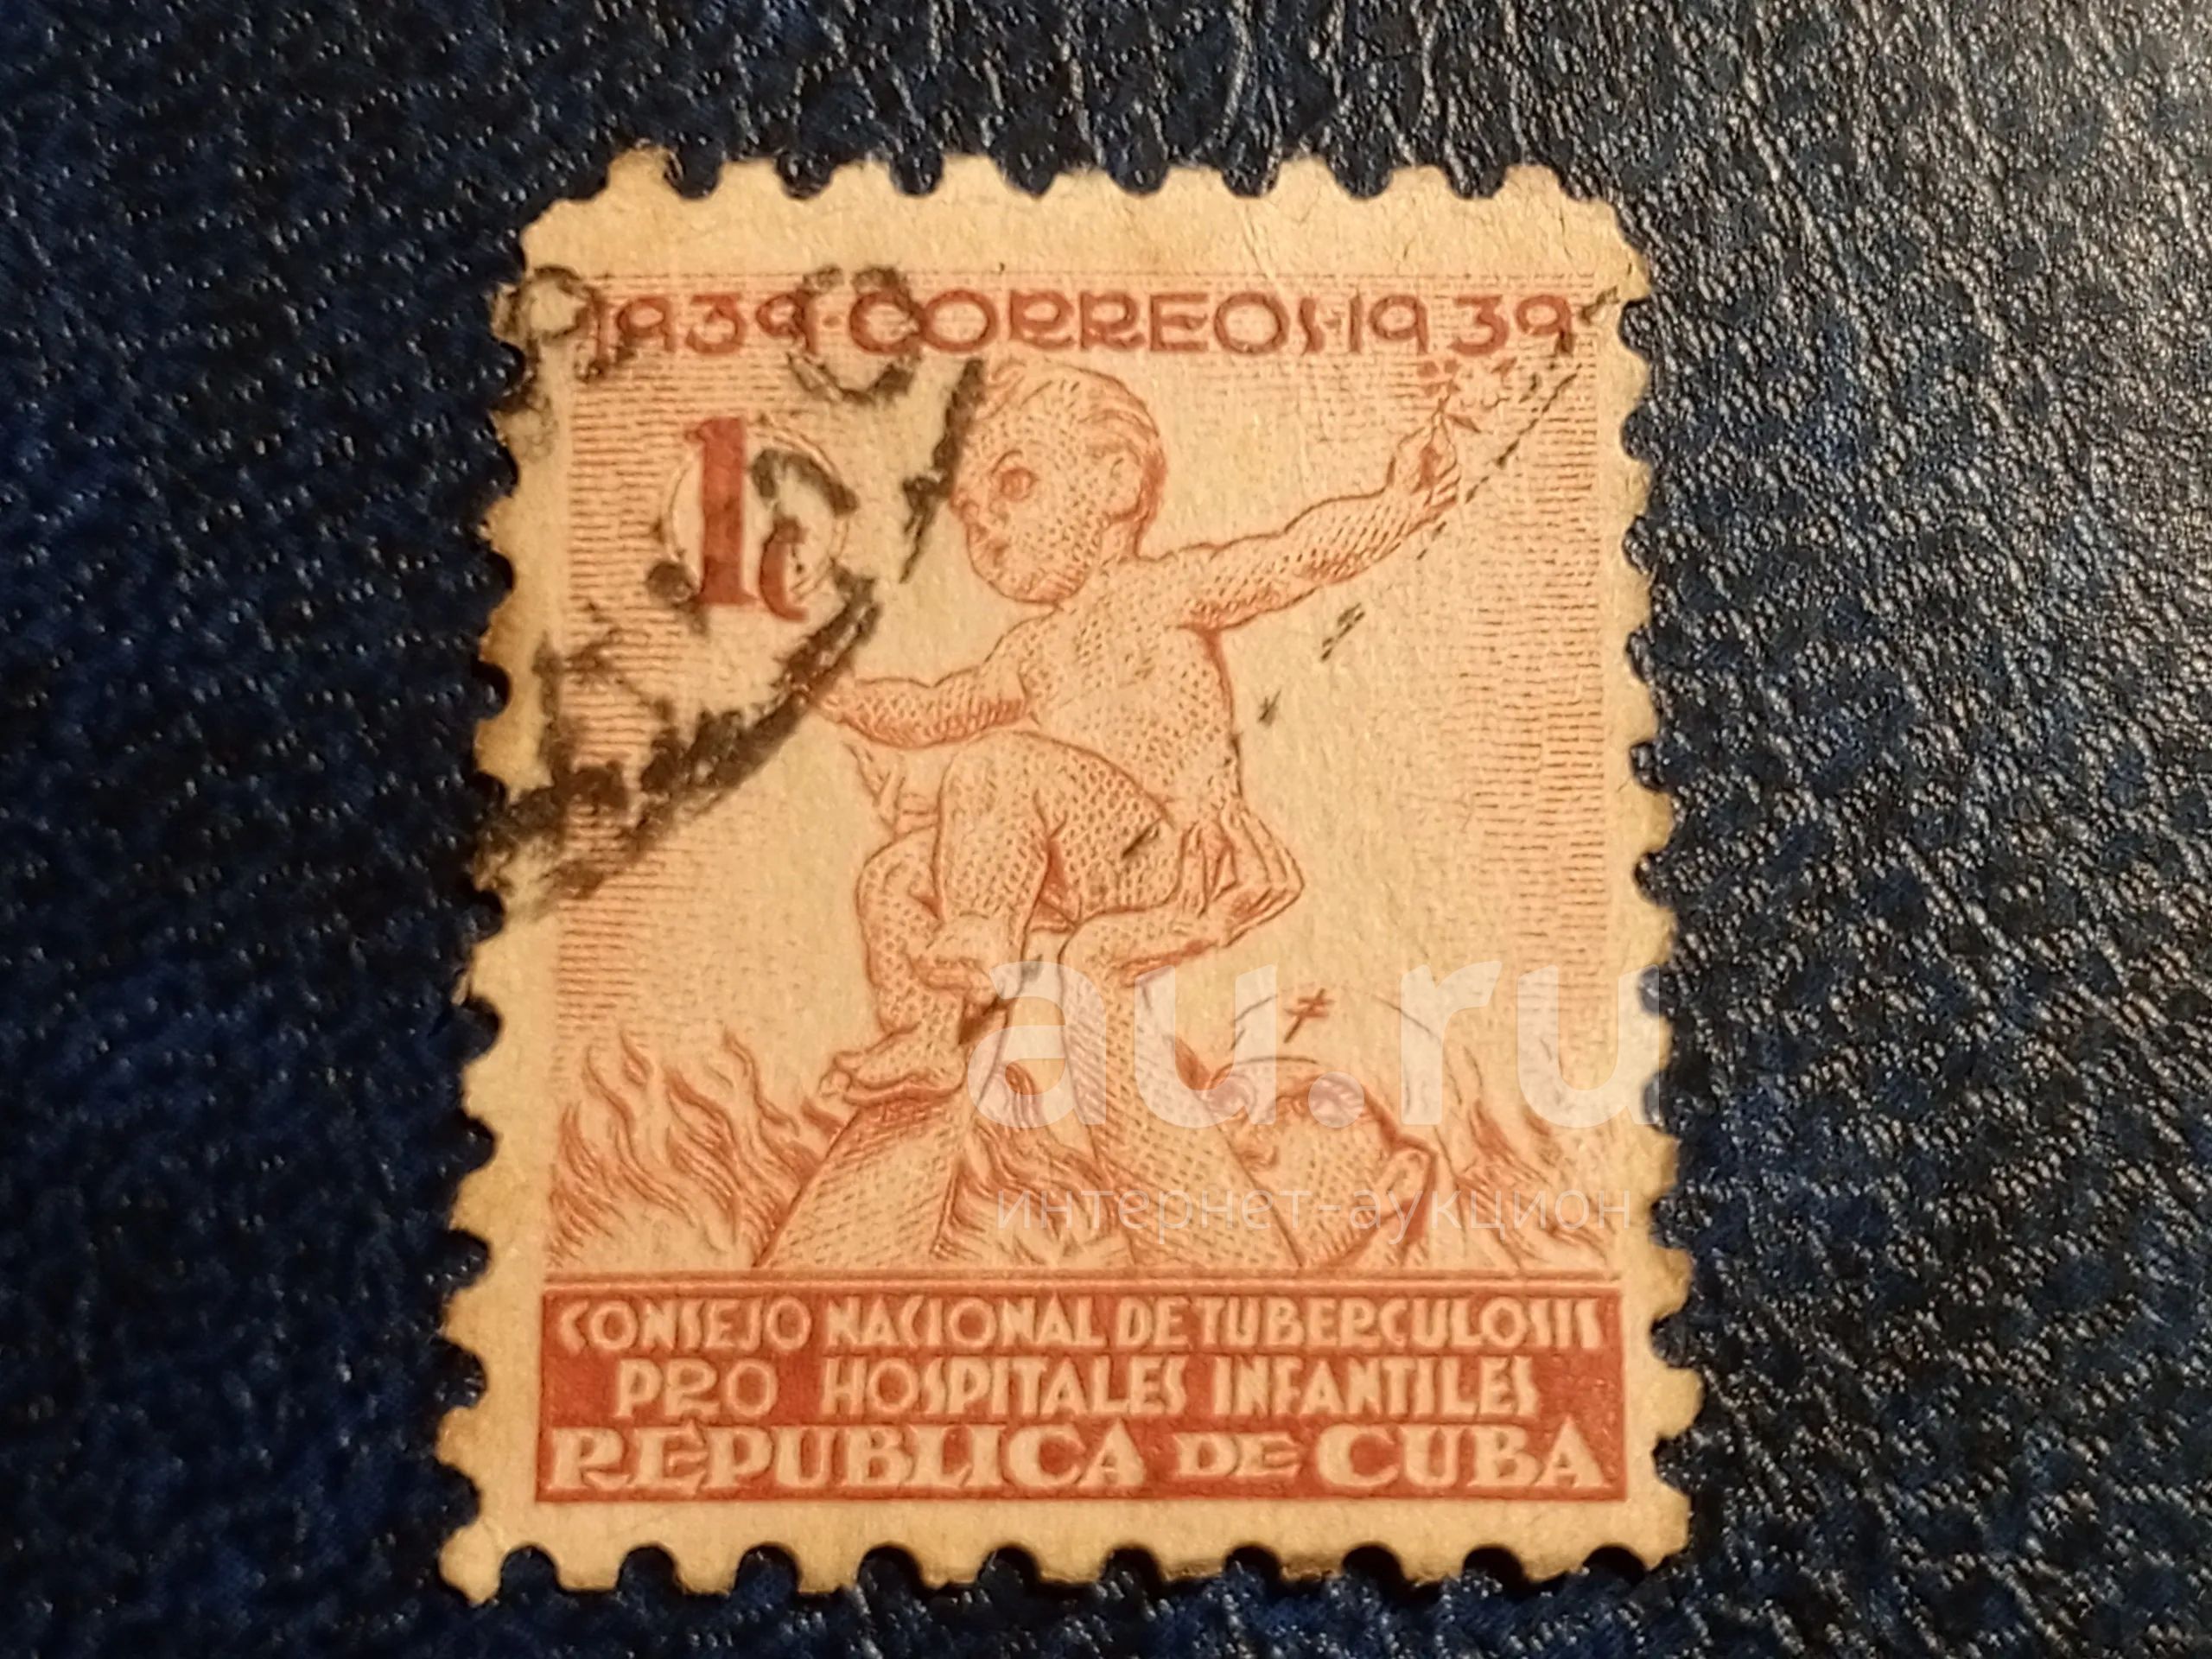 1939·CORREOS·1939
1c
au.ru
интернет-аукцион
CONSEJO NACIONAL DE TUBERCULOSIS
PRO HOSPITALES INFANTILES
REPUBLICA DE CUBA